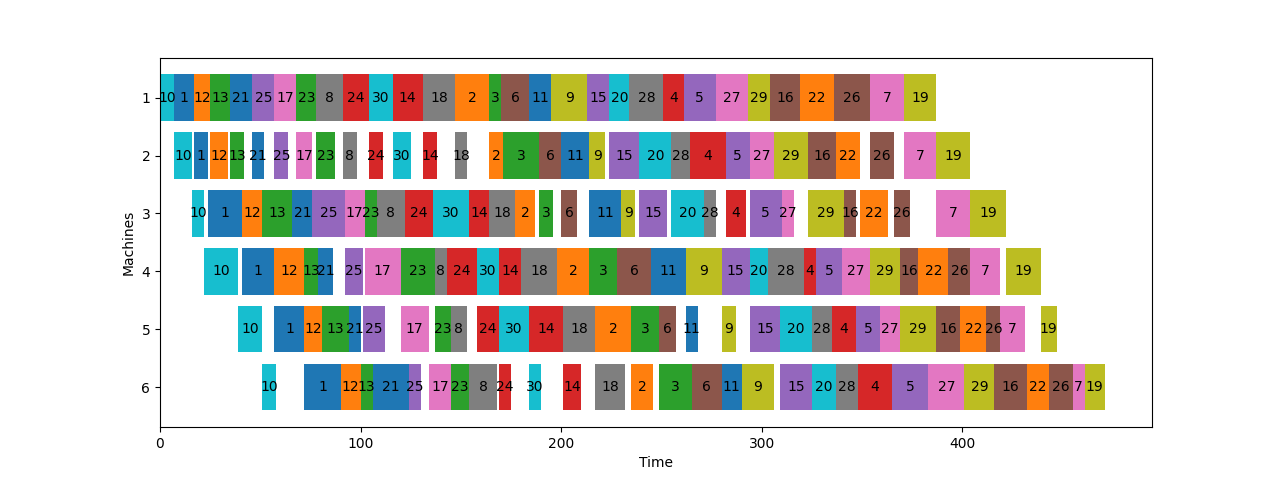 1 10 1 12 13 21 25 17 23 8 24 30 14 18 2 3 6 11 9 15 20 28 4 5 27 29 16 22 26 7 19
2 10 1 12 13 21 25 17 23 8 24 30 14 18 2 3 6 11 9 15 20 28 4 5 27 29 16 22 26 7 19
3 10 1 12 13 21 25 17 23 8 24 30 14 18 2 3 6 11 9 15 20 28 4 5 27 29 16 22 26 7 19
4 10 1 12 13 21 25 17 23 8 24 30 14 18 2 3 6 11 9 15 20 28 4 5 27 29 16 22 26 7 19
5 10 1 12 13 21 25 17 23 8 24 30 14 18 2 3 6 11 9 15 20 28 4 5 27 29 16 22 26 7 19
6 10 1 12 13 21 25 17 23 8 24 30 14 18 2 3 6 11 9 15 20 28 4 5 27 29 16 22 26 7 19
Machines
0 100 200 300 400
Time